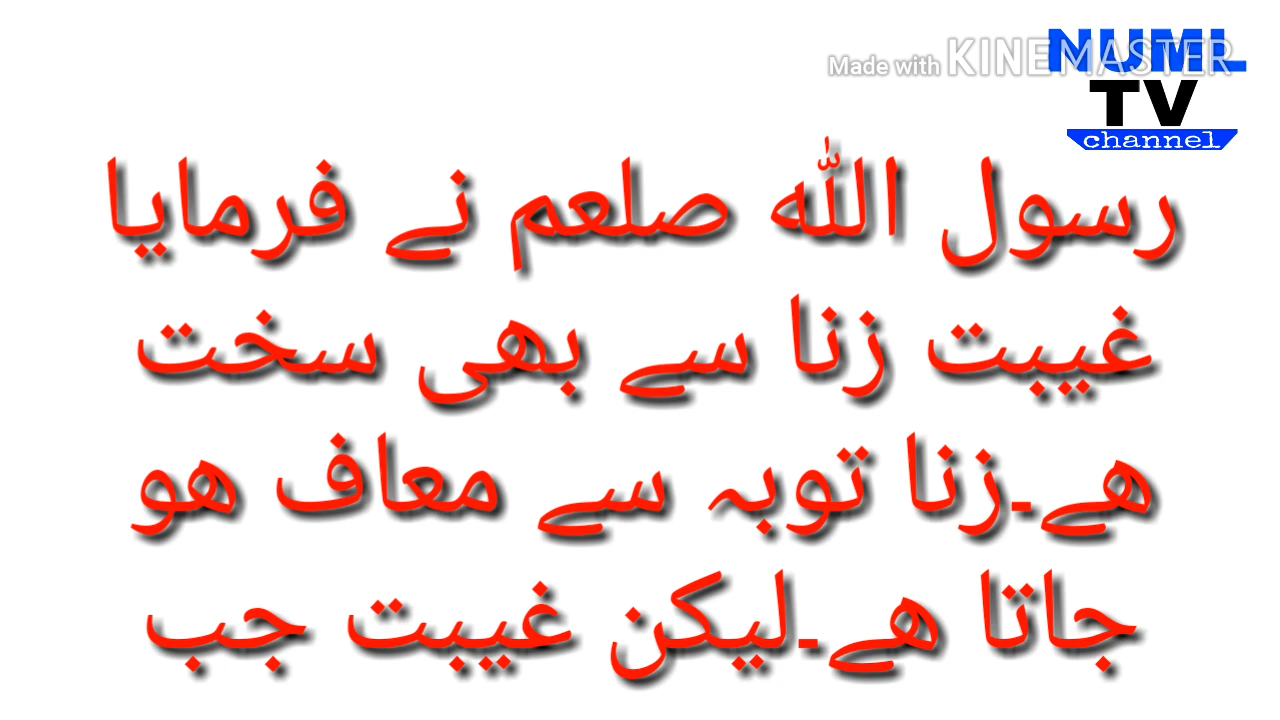 NUML
Made with KINEMASTER
TV
channel
رسول اللّٰه صلعم نے فرمایا
غیبت زنا سے بھی سخت
ھے۔زنا توبہ سے معاف ھو
جاتا ھے۔لیکن غیبت جب